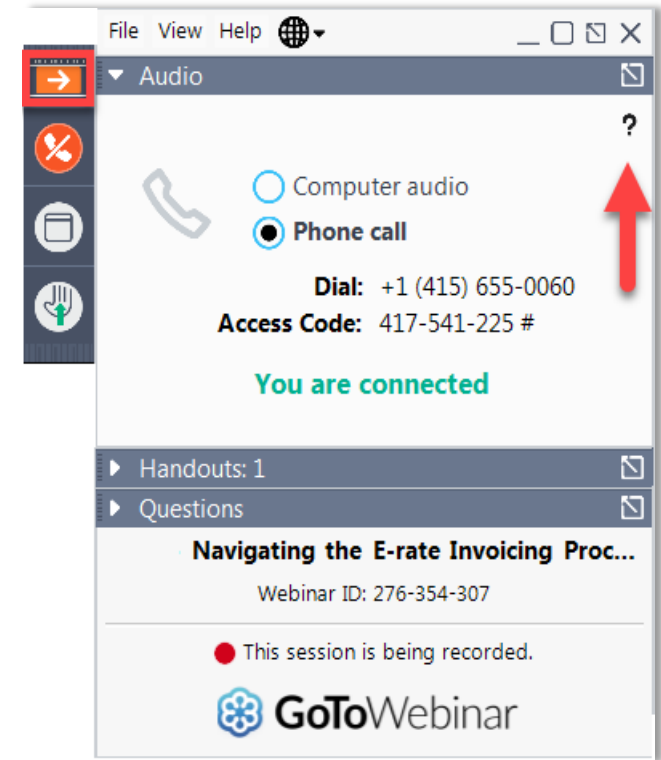 File View Help
Audio
?
Computer audio
Phone call
Dial: +1 (415) 655-0060
Access Code: 417-541-225 #
You are connected
Handouts: 1
Questions
Navigating the E-rate Invoicing Proc...
Webinar ID: 276-354-307
This session is being recorded.
GoToWebinar